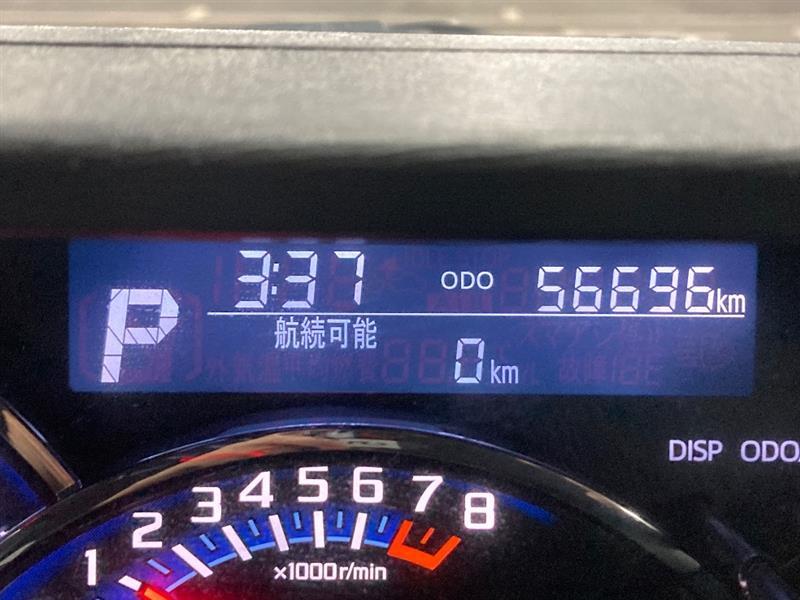 P 3:37 ODO 56696km
航続可能 0km
DISP ODO
1 2 3 4 5 6 7 8
×1000r/min